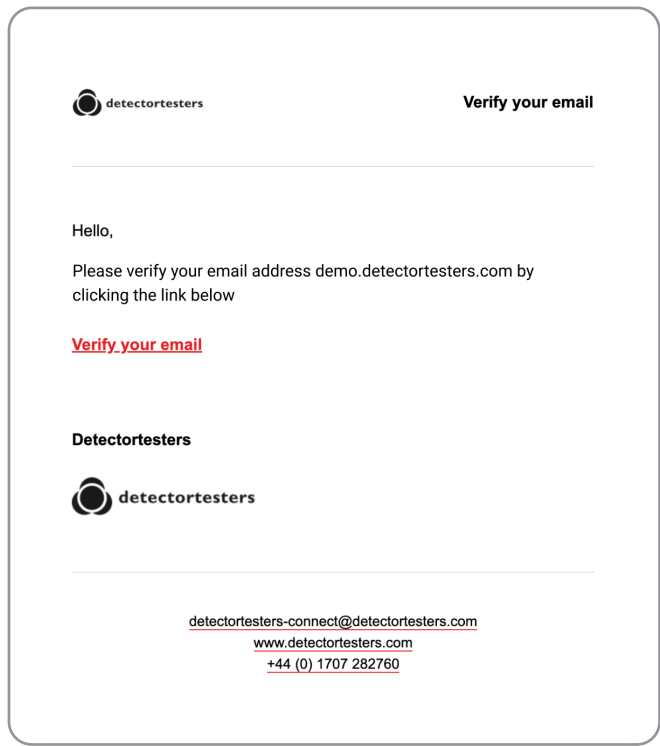 detectortesters
Verify your email
Hello,
Please verify your email address demo.detectortesters.com by
clicking the link below
Verify your email
Detectortesters
detectortesters
detectortesters-connect@detectortesters.com
www.detectortesters.com
+44 (0) 1707 282760